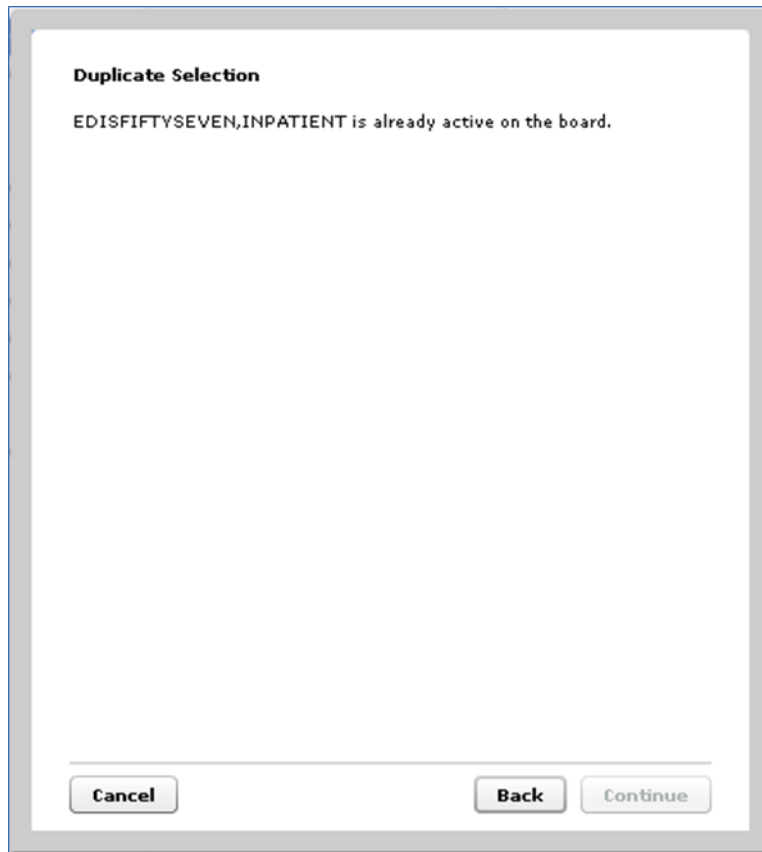 Duplicate Selection
EDISFIFTYSEVEN,INPATIENT is already active on the board.
Cancel Back Continue